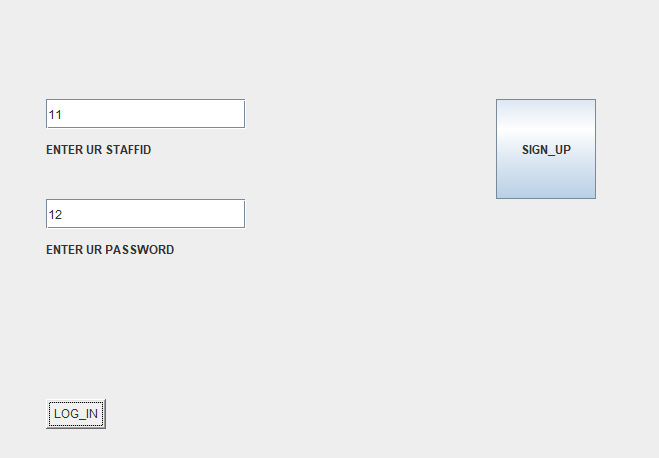 11
ENTER UR STAFFID
SIGN_UP
12
ENTER UR PASSWORD
LOG_IN